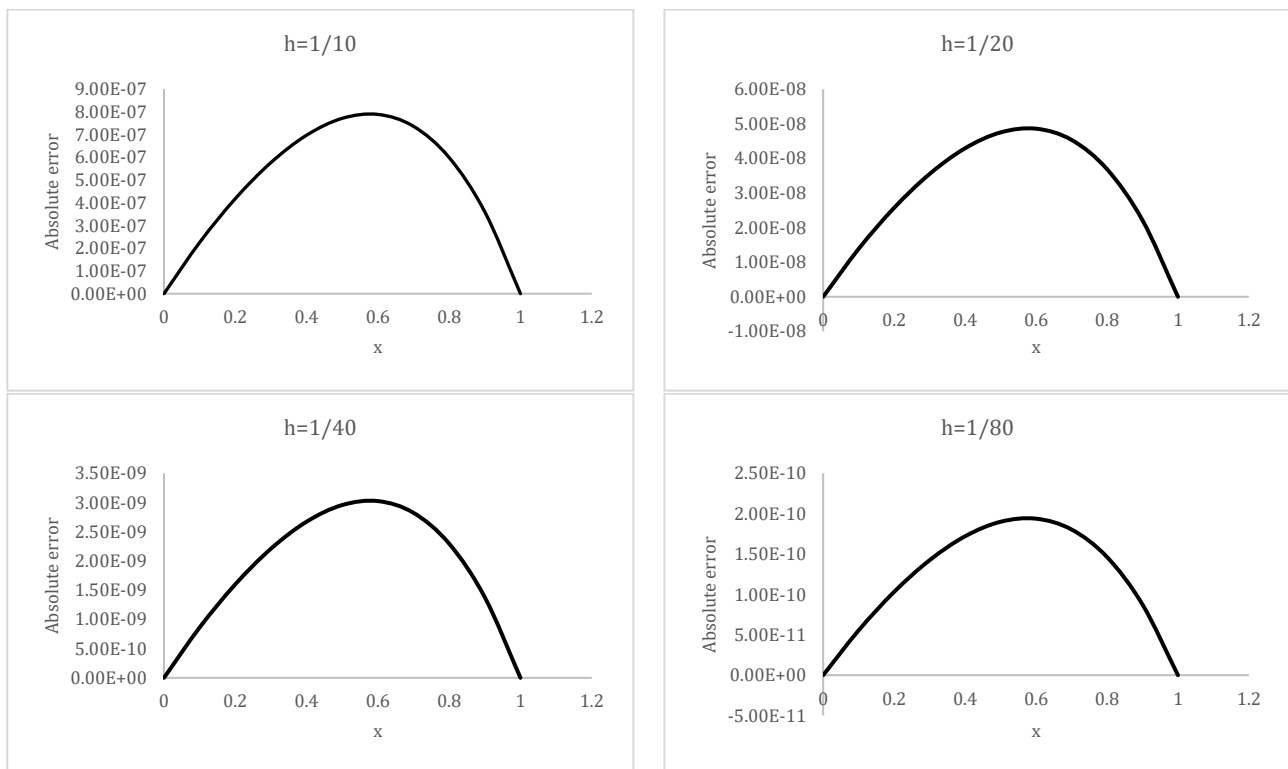 h=1/10
9.00E-07
8.00E-07
7.00E-07
6.00E-07
5.00E-07
4.00E-07
3.00E-07
2.00E-07
1.00E-07
0.00E+00
Absolute error
0 0.2 0.4 0.6 0.8 1 1.2
x
h=1/20
6.00E-08
5.00E-08
4.00E-08
3.00E-08
2.00E-08
1.00E-08
0.00E+00
-1.00E-08
Absolute error
0 0.2 0.4 0.6 0.8 1 1.2
x
h=1/40
3.50E-09
3.00E-09
2.50E-09
2.00E-09
1.50E-09
1.00E-09
5.00E-10
0.00E+00
Absolute error
0 0.2 0.4 0.6 0.8 1 1.2
x
h=1/80
2.50E-10
2.00E-10
1.50E-10
1.00E-10
5.00E-11
0.00E+00
-5.00E-11
Absolute error
0 0.2 0.4 0.6 0.8 1 1.2
x